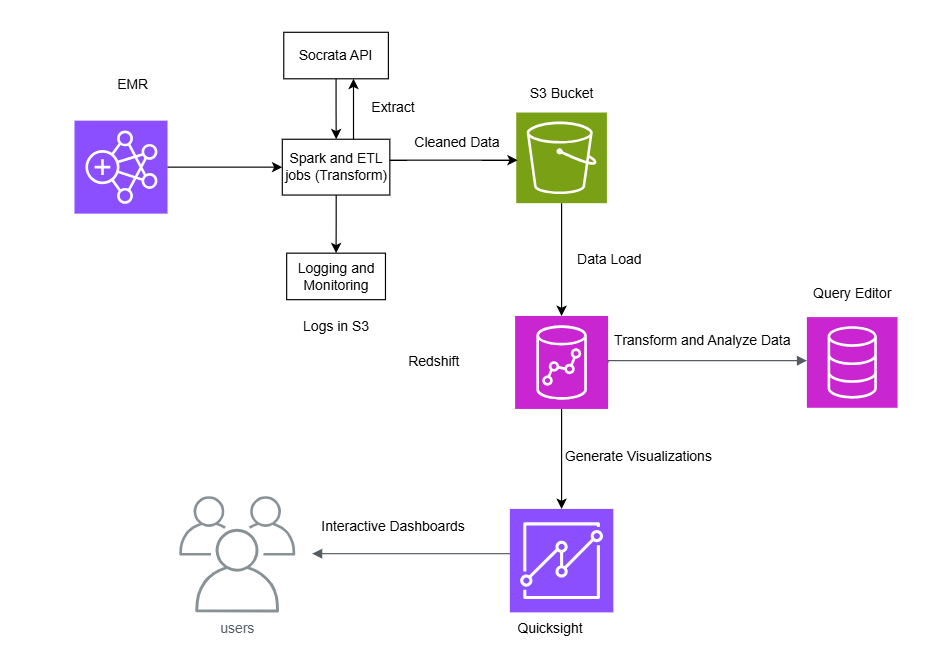 Socrata API
EMR
Extract
S3 Bucket
Cleaned Data
Spark and ETL
jobs (Transform)
Data Load
Logging and
Monitoring
Logs in S3
Query Editor
Transform and Analyze Data
Redshift
Generate Visualizations
Interactive Dashboards
users
Quicksight